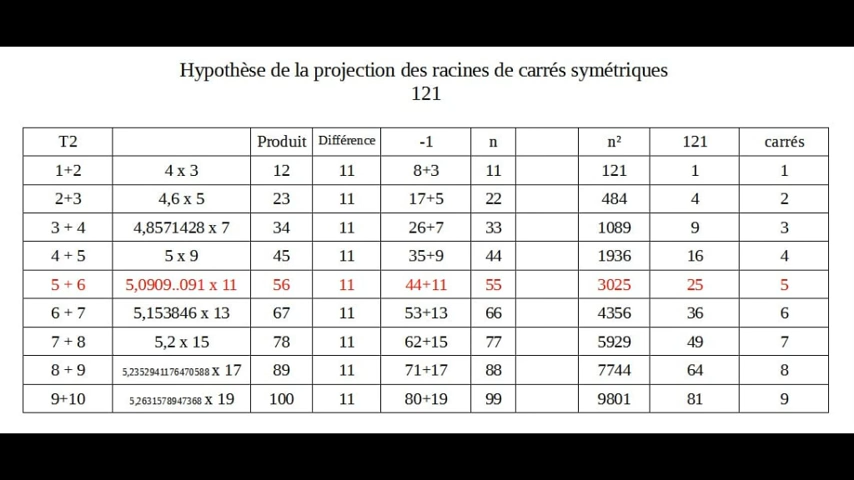 Hypothèse de la projection des racines de carrés symétriques
121
T2 Produit Différence -1 n n² 121 carrés
1+2 4 x 3 12 11 8+3 11 121 1 1
2+3 4,6 x 5 23 11 17+5 22 484 4 2
3 + 4 4,8571428 x 7 34 11 26+7 33 1089 9 3
4 + 5 5 x 9 45 11 35+9 44 1936 16 4
5 + 6 5,0909..091 x 11 56 11 44+11 55 3025 25 5
6 + 7 5,153846 x 13 67 11 53+13 66 4356 36 6
7 + 8 5,2 x 15 78 11 62+15 77 5929 49 7
8 + 9 5,2352941176470588 x 17 89 11 71+17 88 7744 64 8
9+10 5,2631578947368 x 19 100 11 80+19 99 9801 81 9